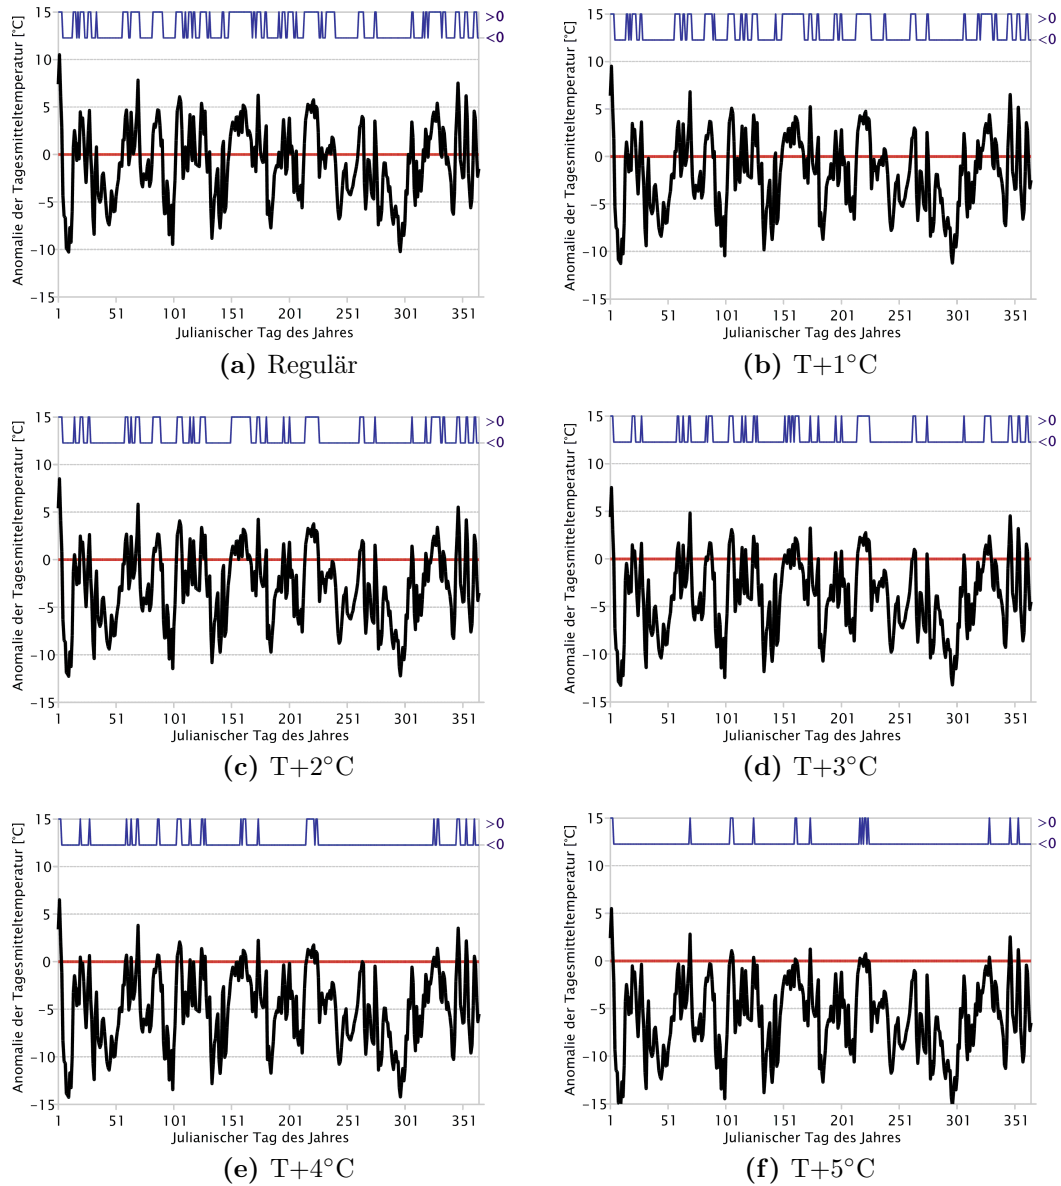 Anomalie der Tagesmitteltemperatur [°C]
15
10
5
0
−5
−10
−15
>0
<0
1 51 101 151 201 251 301 351
Julianischer Tag des Jahres
(a) Regulär
Anomalie der Tagesmitteltemperatur [°C]
15
10
5
0
−5
−10
−15
>0
<0
1 51 101 151 201 251 301 351
Julianischer Tag des Jahres
(b) T+1°C
Anomalie der Tagesmitteltemperatur [°C]
15
10
5
0
−5
−10
−15
>0
<0
1 51 101 151 201 251 301 351
Julianischer Tag des Jahres
(c) T+2°C
Anomalie der Tagesmitteltemperatur [°C]
15
10
5
0
−5
−10
−15
>0
<0
1 51 101 151 201 251 301 351
Julianischer Tag des Jahres
(d) T+3°C
Anomalie der Tagesmitteltemperatur [°C]
15
10
5
0
−5
−10
−15
>0
<0
1 51 101 151 201 251 301 351
Julianischer Tag des Jahres
(e) T+4°C
Anomalie der Tagesmitteltemperatur [°C]
15
10
5
0
−5
−10
−15
>0
<0
1 51 101 151 201 251 301 351
Julianischer Tag des Jahres
(f) T+5°C